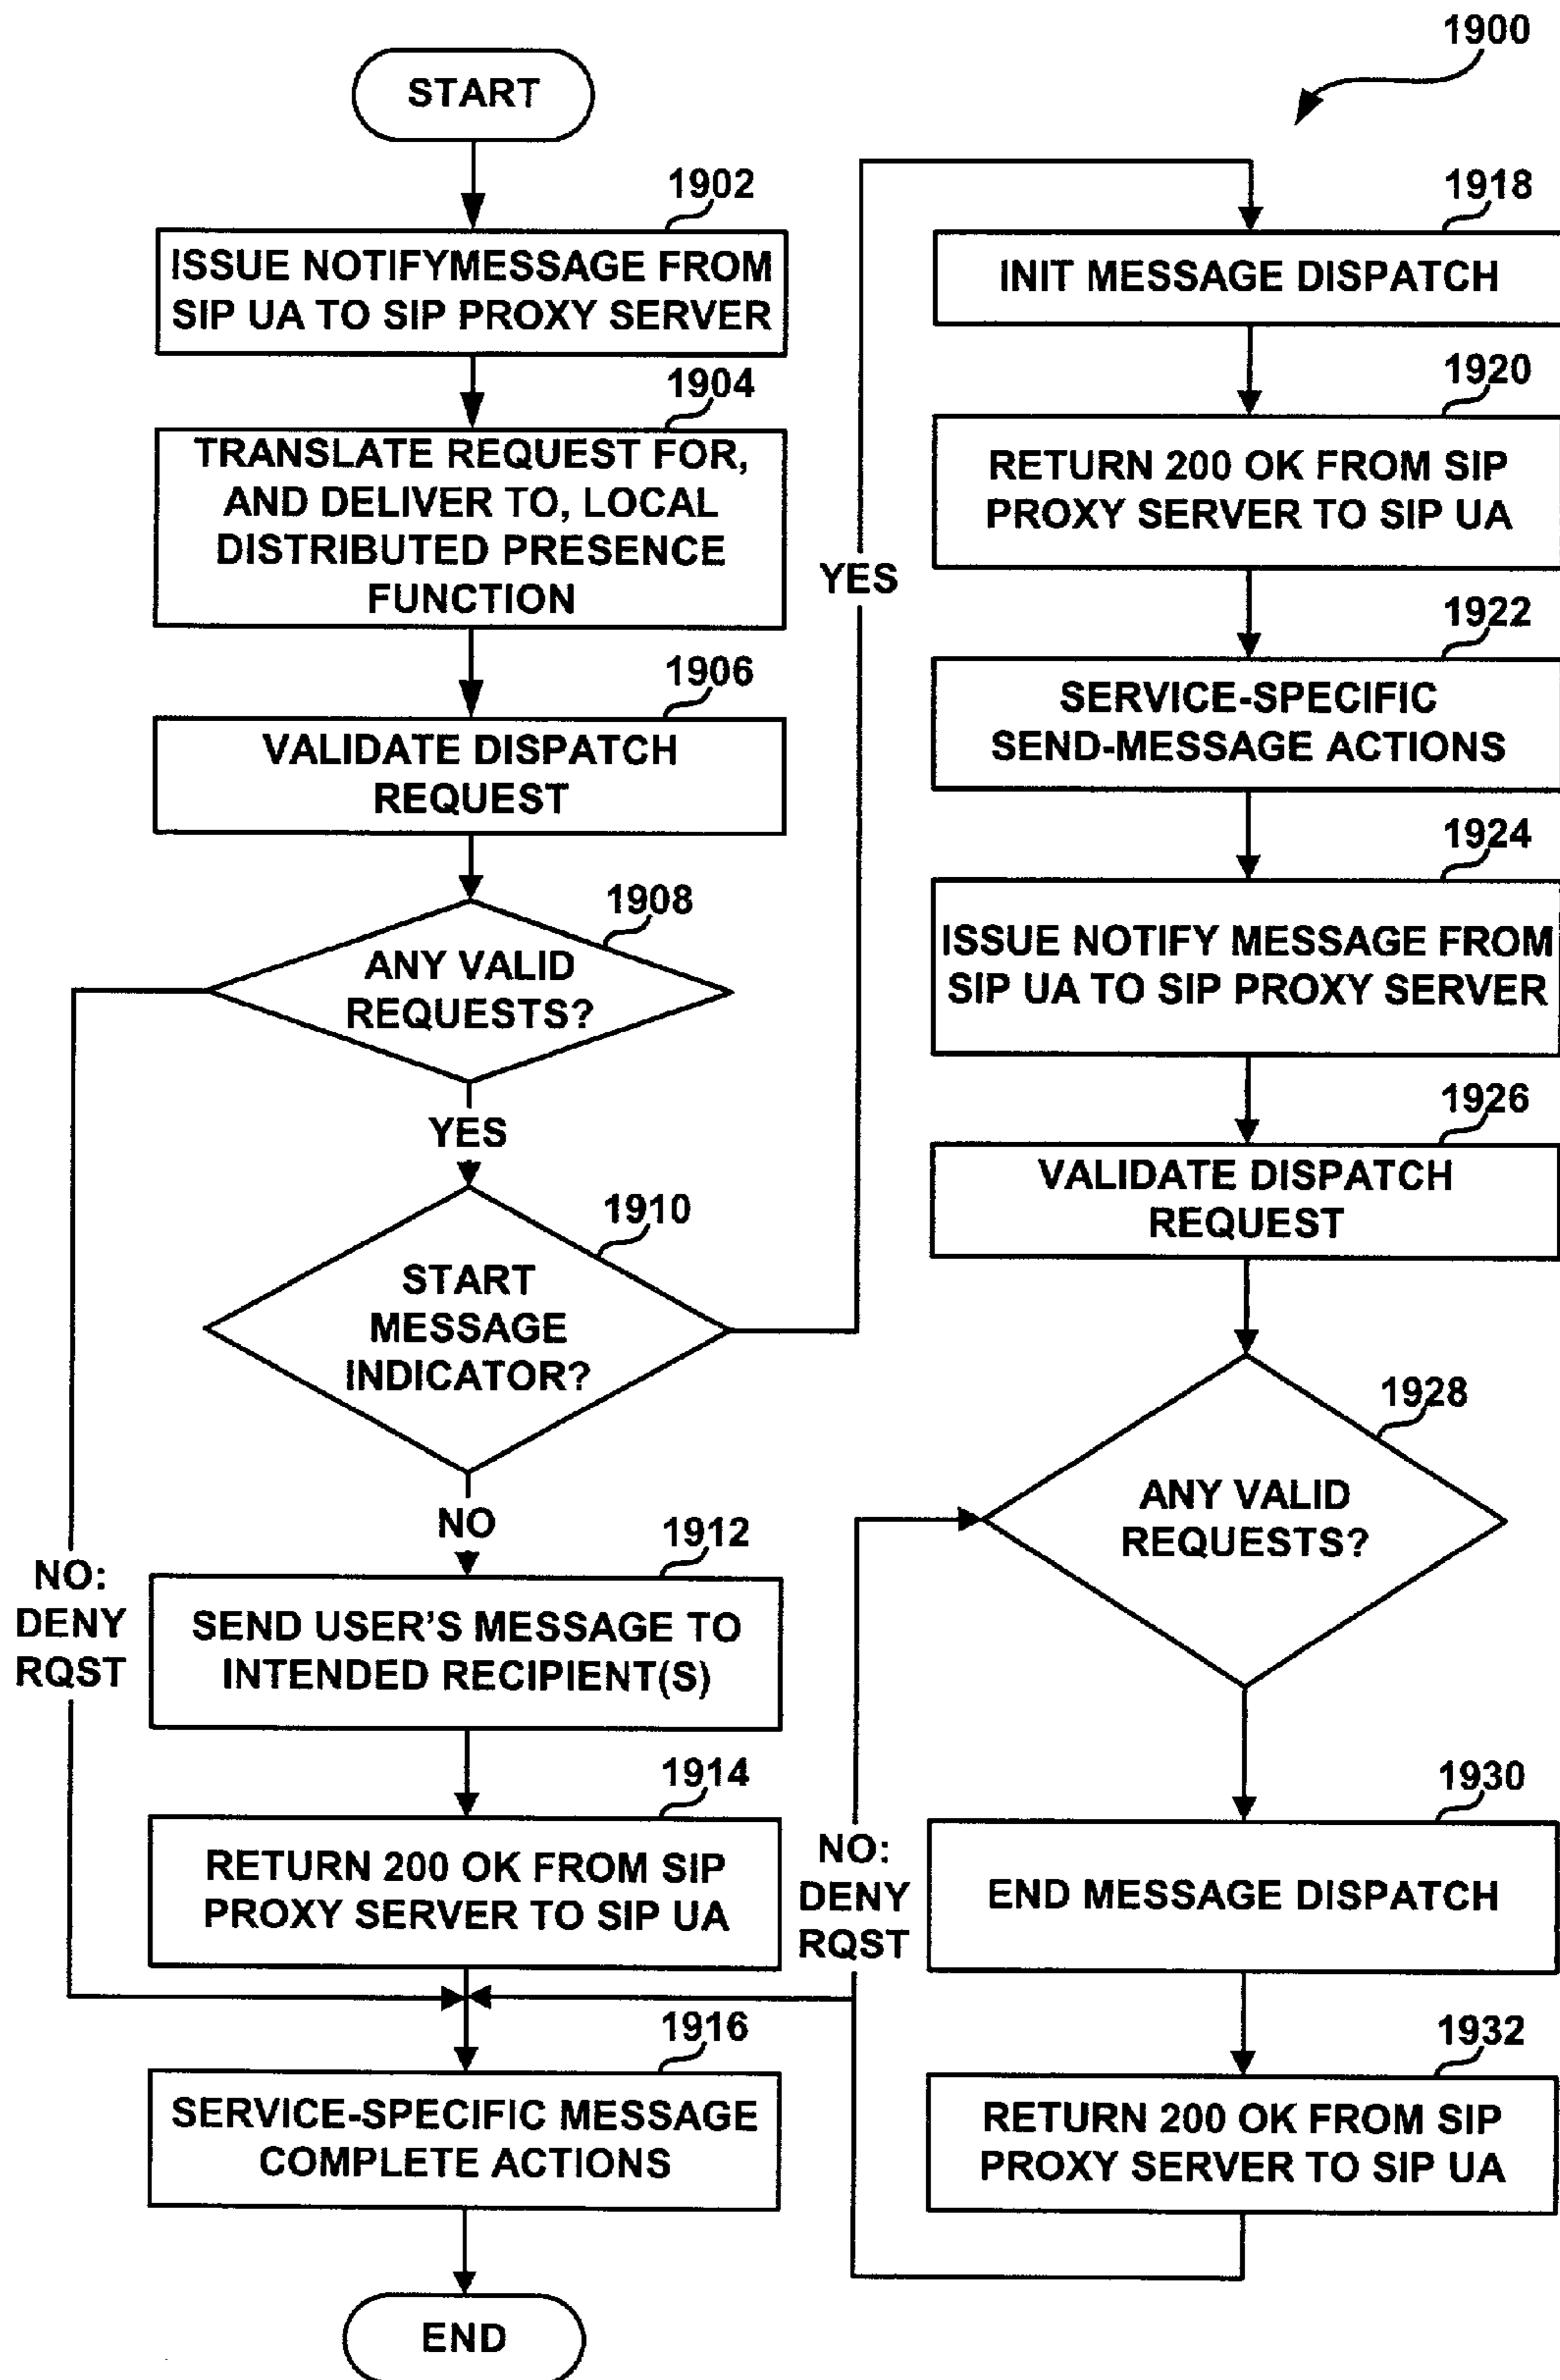 1900
START
1902
ISSUE NOTIFYMESSAGE FROM
SIP UA TO SIP PROXY SERVER
1904
TRANSLATE REQUEST FOR,
AND DELIVER TO, LOCAL
DISTRIBUTED PRESENCE
FUNCTION
1906
VALIDATE DISPATCH
REQUEST
1908
ANY VALID
REQUESTS?
YES
NO:
DENY
RQST
1910
START
MESSAGE
INDICATOR?
YES
NO
1912
SEND USER'S MESSAGE TO
INTENDED RECIPIENT(S)
1914
RETURN 200 OK FROM SIP
PROXY SERVER TO SIP UA
1916
SERVICE-SPECIFIC MESSAGE
COMPLETE ACTIONS
END
1918
INIT MESSAGE DISPATCH
1920
RETURN 200 OK FROM SIP
PROXY SERVER TO SIP UA
1922
SERVICE-SPECIFIC
SEND-MESSAGE ACTIONS
1924
ISSUE NOTIFY MESSAGE FROM
SIP UA TO SIP PROXY SERVER
1926
VALIDATE DISPATCH
REQUEST
1928
ANY VALID
REQUESTS?
NO:
DENY
RQST
1930
END MESSAGE DISPATCH
1932
RETURN 200 OK FROM SIP
PROXY SERVER TO SIP UA